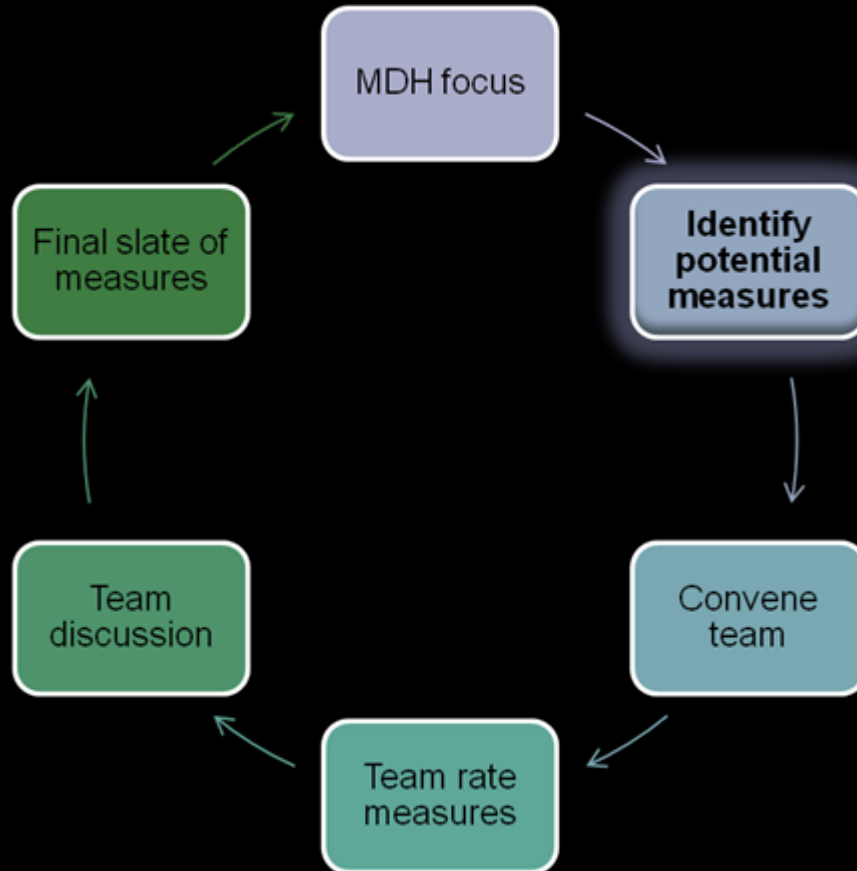 MDH focus
Identify
potential
measures
Convene
team
Team rate
measures
Team
discussion
Final slate of
measures